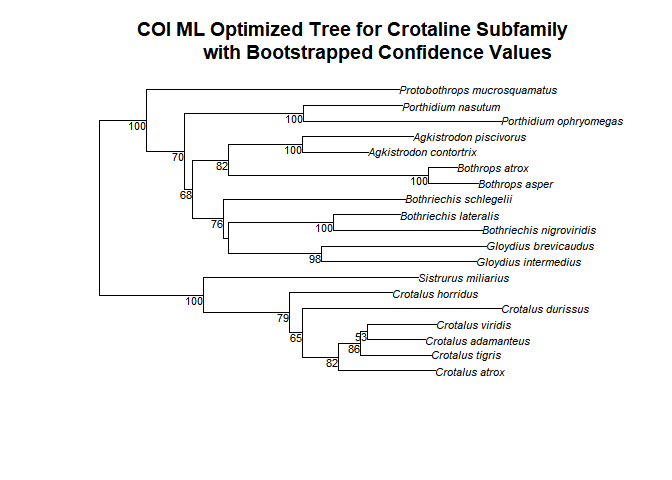 COI ML Optimized Tree for Crotaline Subfamily
with Bootstrapped Confidence Values
Protobothrops mucrosquamatus
Porthidium nasutum
100
Porthidium ophryomegas
100
Agkistrodon piscivorus
100
Agkistrodon contortrix
70
82
Bothrops atrox
100
Bothrops asper
68
Bothriechis schlegelii
Bothriechis lateralis
76
100
Bothriechis nigroviridis
Gloydius brevicaudus
98
Gloydius intermedius
Sistrurus miliarius
Crotalus horridus
100
Crotalus durissus
79
Crotalus viridis
65
53
Crotalus adamanteus
86
Crotalus tigris
82
Crotalus atrox